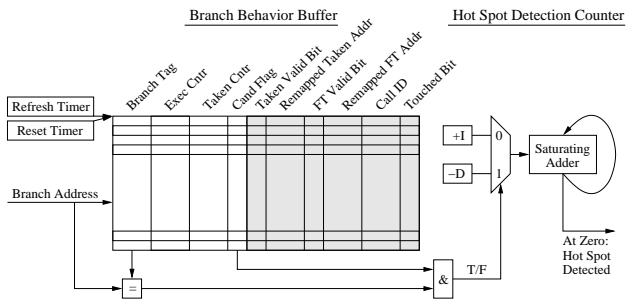 Branch Behavior Buffer
Hot Spot Detection Counter
Branch Tag
Exec Cntr
Taken Cntr
Cand Flag
Taken Valid Bit
Remapped Taken Addr
FT Valid Bit
Remapped FT Addr
Call ID
Touched Bit
Refresh Timer
Reset Timer
Branch Address
+I
0
–D
1
Saturating
Adder
At Zero:
Hot Spot
Detected
=
&
T/F